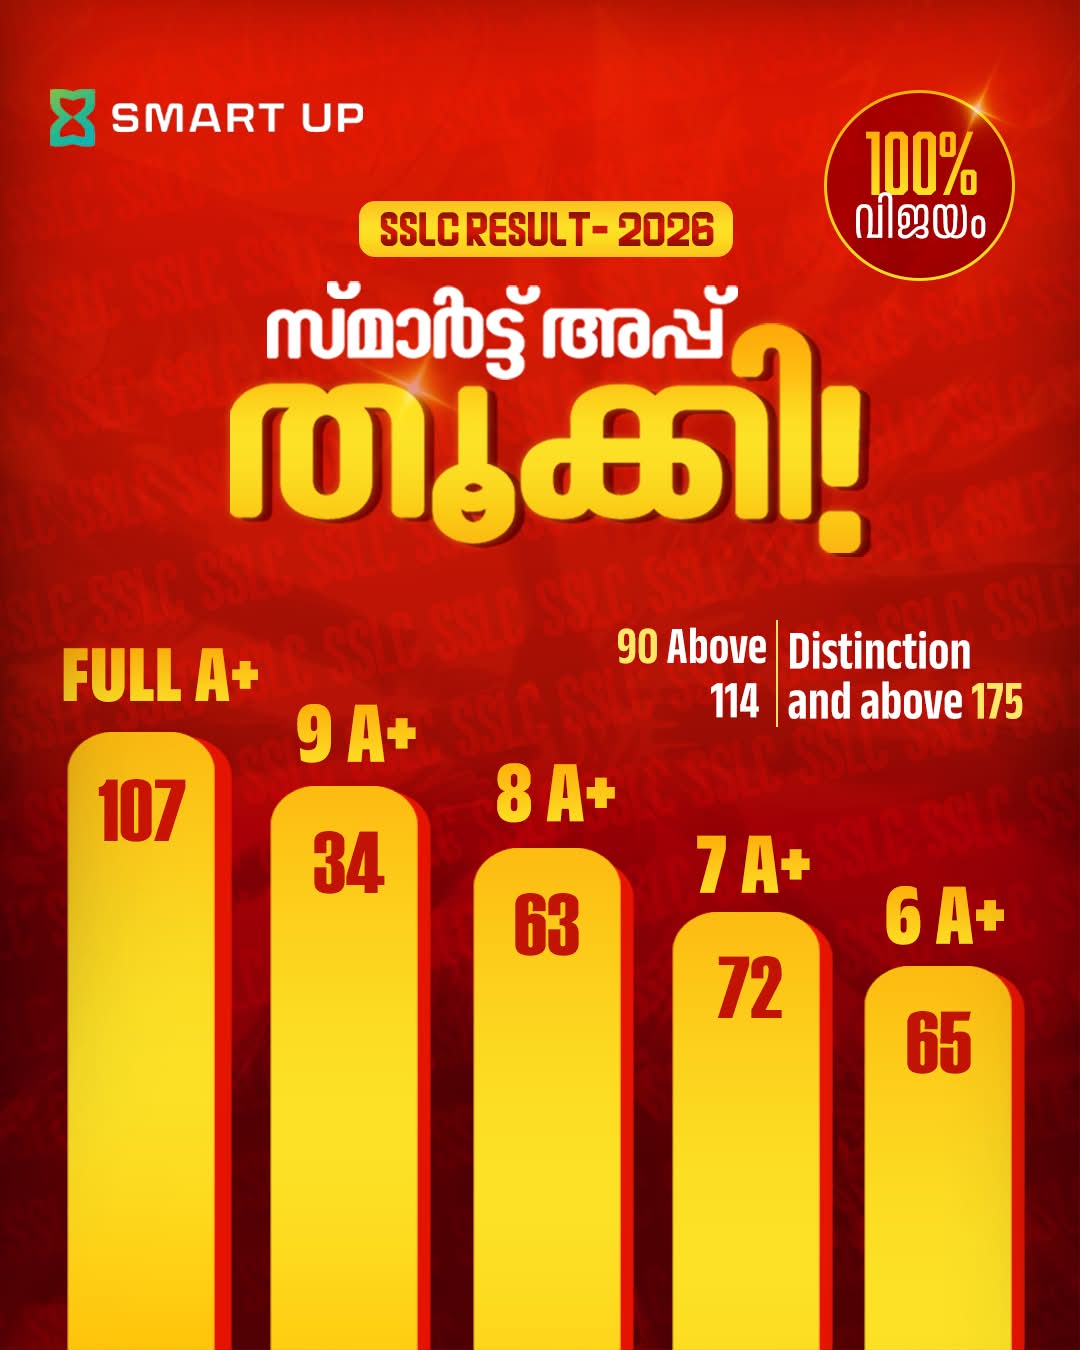 SMART UP
100%
വിജയം
SSLC RESULT- 2026
സ്മാർട്ട് അപ്പ്
തൂക്കി!
90 Above
114
Distinction
and above 175
FULL A+
107
9 A+
34
8 A+
63
7 A+
72
6 A+
65